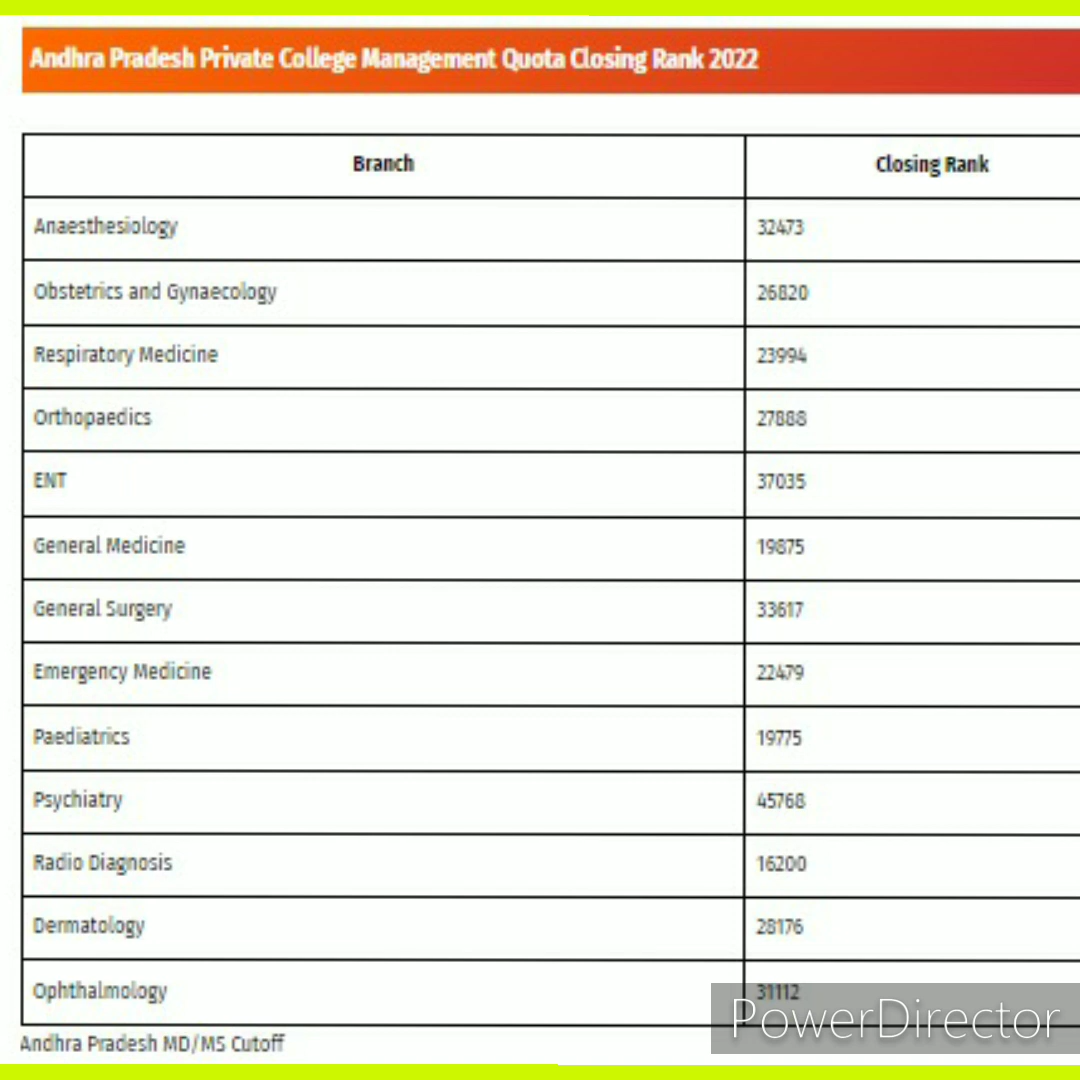 Andhra Pradesh Private College Management Quota Closing Rank 2022
Branch Closing Rank
Anaesthesiology 32473
Obstetrics and Gynaecology 26820
Respiratory Medicine 23994
Orthopaedics 27888
ENT 37035
General Medicine 19875
General Surgery 33617
Emergency Medicine 22479
Paediatrics 19775
Psychiatry 45768
Radio Diagnosis 16200
Dermatology 28176
Ophthalmology 31112
PowerDirector
Andhra Pradesh MD/MS Cutoff